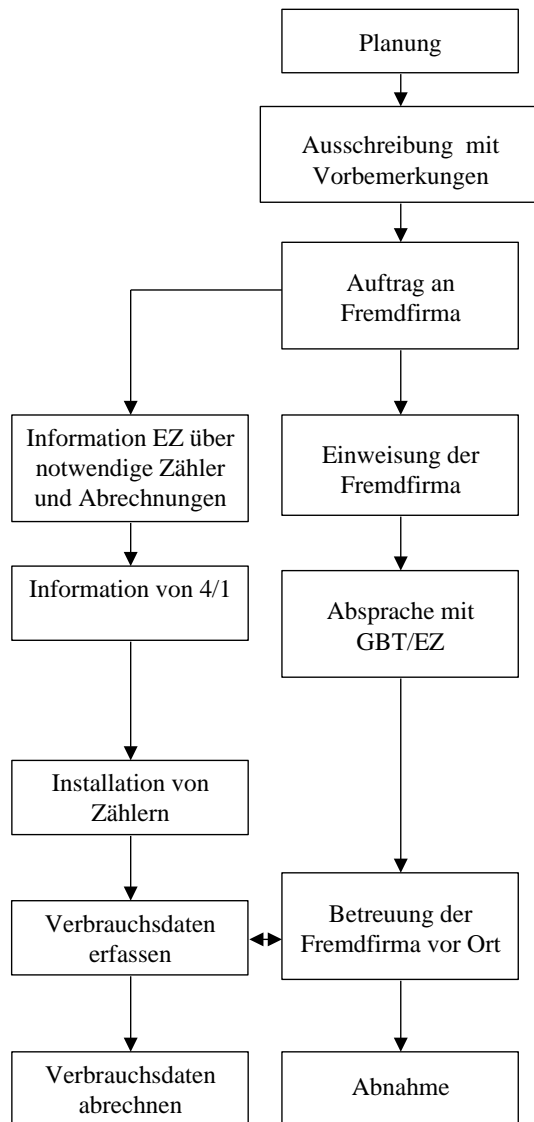 Planung
Ausschreibung mit
Vorbemerkungen
Auftrag an
Fremdfirma
Information EZ über
notwendige Zähler
und Abrechnungen
Einweisung der
Fremdfirma
Information von 4/1
Absprache mit
GBT/EZ
Installation von
Zählern
Verbrauchsdaten
erfassen
Betreuung der
Fremdfirma vor Ort
Verbrauchsdaten
abrechnen
Abnahme